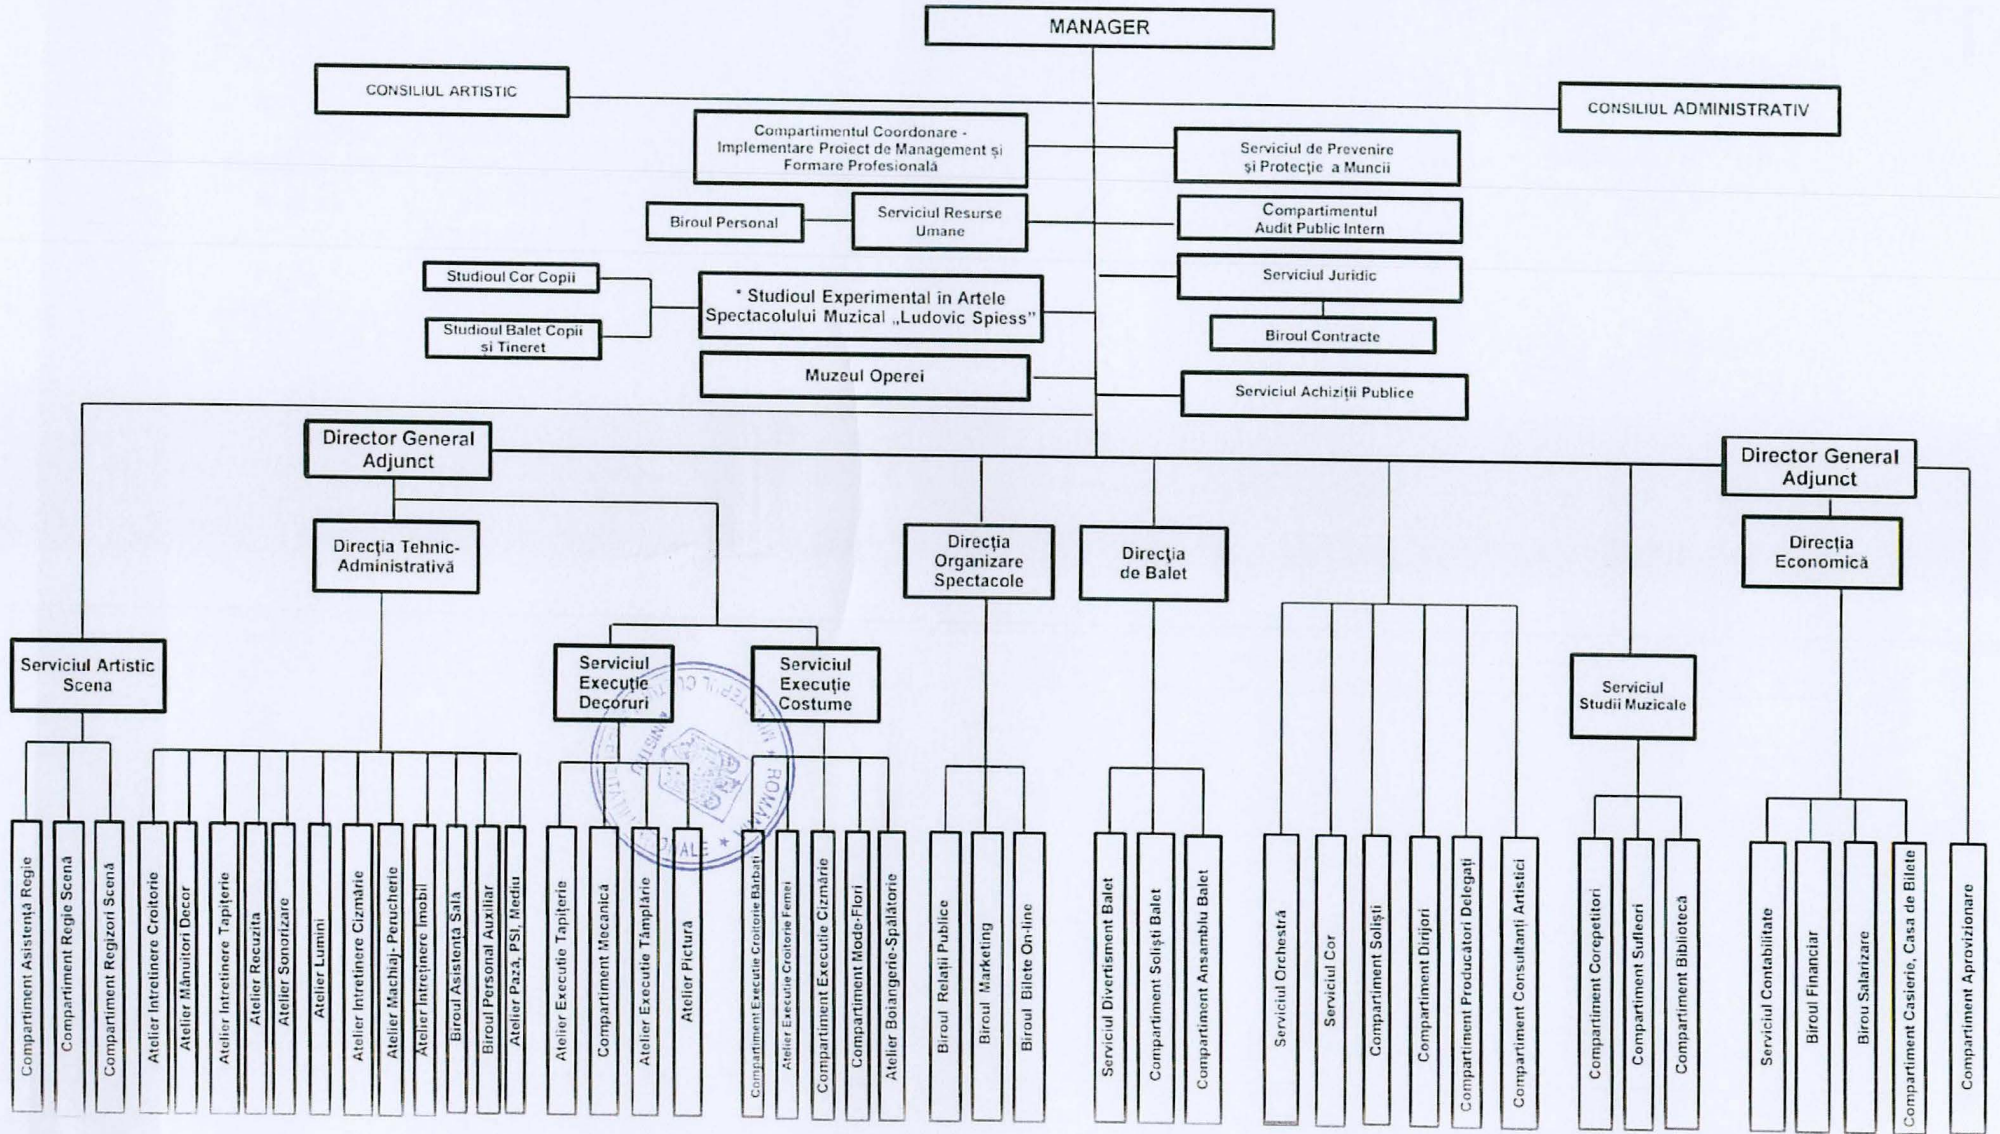 MANAGER
CONSILIUL ARTISTIC
CONSILIUL ADMINISTRATIV
Compartimentul Coordonare -
Implementare Proiect de Management și
Formare Profesională
Serviciul de Prevenire
și Protecție a Muncii
Biroul Personal
Serviciul Resurse
Umane
Compartimentul
Audit Public Intern
Studioul Cor Copii
Studioul Balet Copii
și Tineret
* Studioul Experimental în Artele
Spectacolului Muzical „Ludovic Spiess”
Serviciul Juridic
Biroul Contracte
Muzeul Operei
Serviciul Achiziții Publice
Director General
Adjunct
Director General
Adjunct
Direcția Tehnic-
Administrativă
Direcția
Organizare
Spectacole
Direcția
de Balet
Direcția
Economică
Serviciul Artistic
Scena
Serviciul
Execuție
Decoruri
Serviciul
Execuție
Costume
Serviciul
Studii Muzicale
Compartiment Asistență Regie
Compartiment Regie Scenă
Compartiment Regizori Scenă
Atelier Intretinere Croitorie
Atelier Mânuitori Decor
Atelier Intretinere Tapițerie
Atelier Recuzita
Atelier Sonorizare
Atelier Lumini
Atelier Intretinere Cizmărie
Atelier Machiaj- Perucherie
Atelier Intreținere Imobil
Biroul Asistentă Sală
Biroul Personal Auxiliar
Atelier Pază, PSI, Mediu
Atelier Executie Tapițerie
Compartiment Mecanică
Atelier Executie Tâmplărie
Atelier Pictură
Compartiment Executie Croitorie Bărbați
Atelier Executie Croitorie Femei
Compartiment Executie Cizmărie
Compartiment Mode-Flori
Atelier Boiangerie-Spălătorie
Biroul Relații Publice
Biroul Marketing
Biroul Bilete On-line
Serviciul Divertisment Balet
Compartiment Soliști Balet
Compartiment Ansamblu Balet
Serviciul Orchestră
Serviciul Cor
Compartiment Soliști
Compartiment Dirijori
Compartiment Producători Delegați
Compartiment Consultanți Artistici
Compartiment Corepetitori
Compartiment Sufleori
Compartiment Bibliotecă
Serviciul Contabilitate
Biroul Financiar
Birou Salarizare
Compartiment Casierie, Casa de Bilete
Compartiment Aprovizionare
ROMÂNIA
MINISTERUL CULTURII
MINISTRU